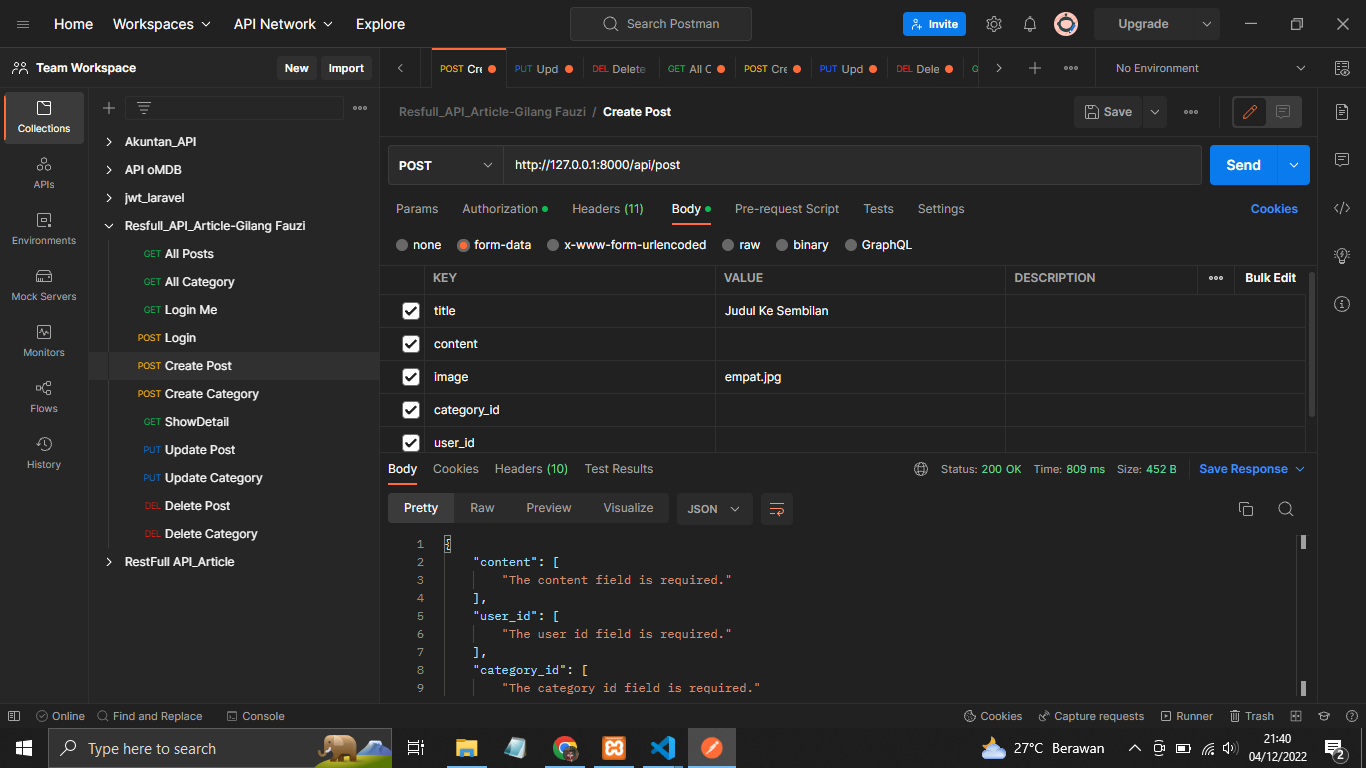 Home Workspaces API Network Explore Search Postman Invite Upgrade
Team Workspace New Import POST Cre PUT Upd DEL Delete GET All C POST Cre PUT Upd DEL Dele G No Environment
Collections
APIs
Environments
Mock Servers
Monitors
Flows
History
Akuntan_API
API oMDB
jwt_laravel
Resfull_API_Article-Gilang Fauzi
GET All Posts
GET All Category
GET Login Me
POST Login
POST Create Post
POST Create Category
GET ShowDetail
PUT Update Post
PUT Update Category
DEL Delete Post
DEL Delete Category
RestFull API_Article
Resfull_API_Article-Gilang Fauzi / Create Post Save
POST http://127.0.0.1:8000/api/post Send
Params Authorization Headers (11) Body Pre-request Script Tests Settings Cookies
none form-data x-www-form-urlencoded raw binary GraphQL
KEY VALUE DESCRIPTION Bulk Edit
title Judul Ke Sembilan
content
image empat.jpg
category_id
user_id
Body Cookies Headers (10) Test Results Status: 200 OK Time: 809 ms Size: 452 B Save Response
Pretty Raw Preview Visualize JSON
1 {
2 "content": [
3 "The content field is required."
4 ],
5 "user_id": [
6 "The user id field is required."
7 ],
8 "category_id": [
9 "The category id field is required."
Online Find and Replace Console Cookies Capture requests Runner Trash
Type here to search 27°C Berawan 21:40
04/12/2022 2